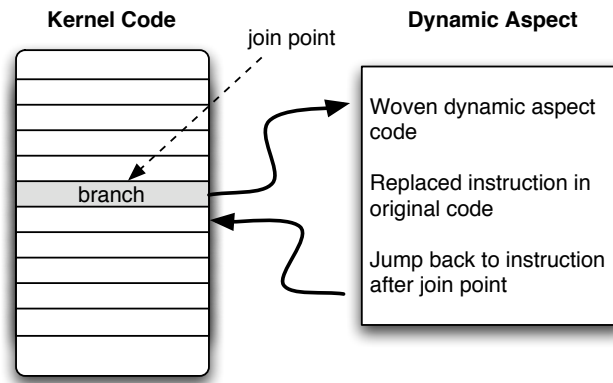 Kernel Code
Dynamic Aspect
join point
branch
Woven dynamic aspect
code
Replaced instruction in
original code
Jump back to instruction
after join point